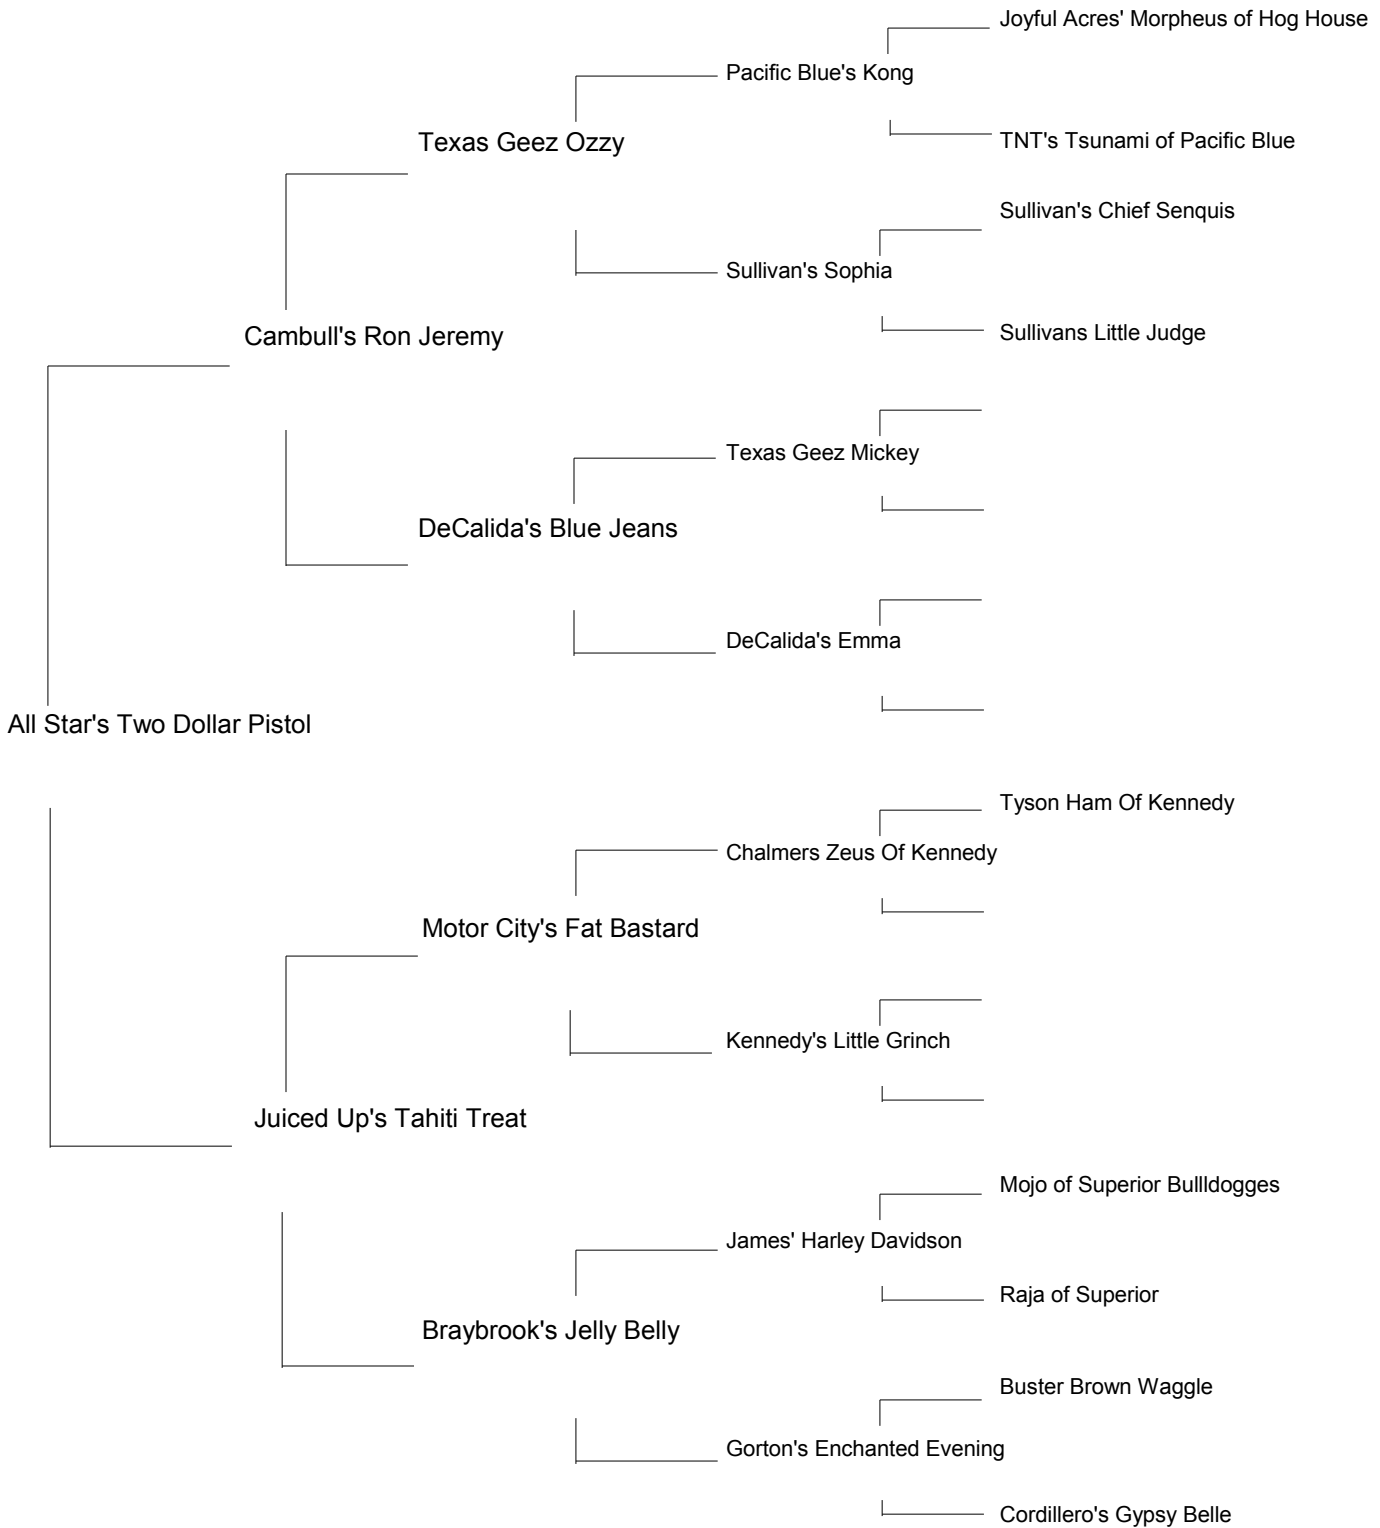 Joyful Acres' Morpheus of Hog House
Pacific Blue's Kong
Texas Geez Ozzy
TNT's Tsunami of Pacific Blue
Sullivan's Chief Senquis
Sullivan's Sophia
Cambull's Ron Jeremy
Sullivans Little Judge
Texas Geez Mickey
DeCalida's Blue Jeans
DeCalida's Emma
All Star's Two Dollar Pistol
Tyson Ham Of Kennedy
Chalmers Zeus Of Kennedy
Motor City's Fat Bastard
Kennedy's Little Grinch
Juiced Up's Tahiti Treat
Mojo of Superior Bullldogges
James' Harley Davidson
Raja of Superior
Braybrook's Jelly Belly
Buster Brown Waggle
Gorton's Enchanted Evening
Cordillero's Gypsy Belle